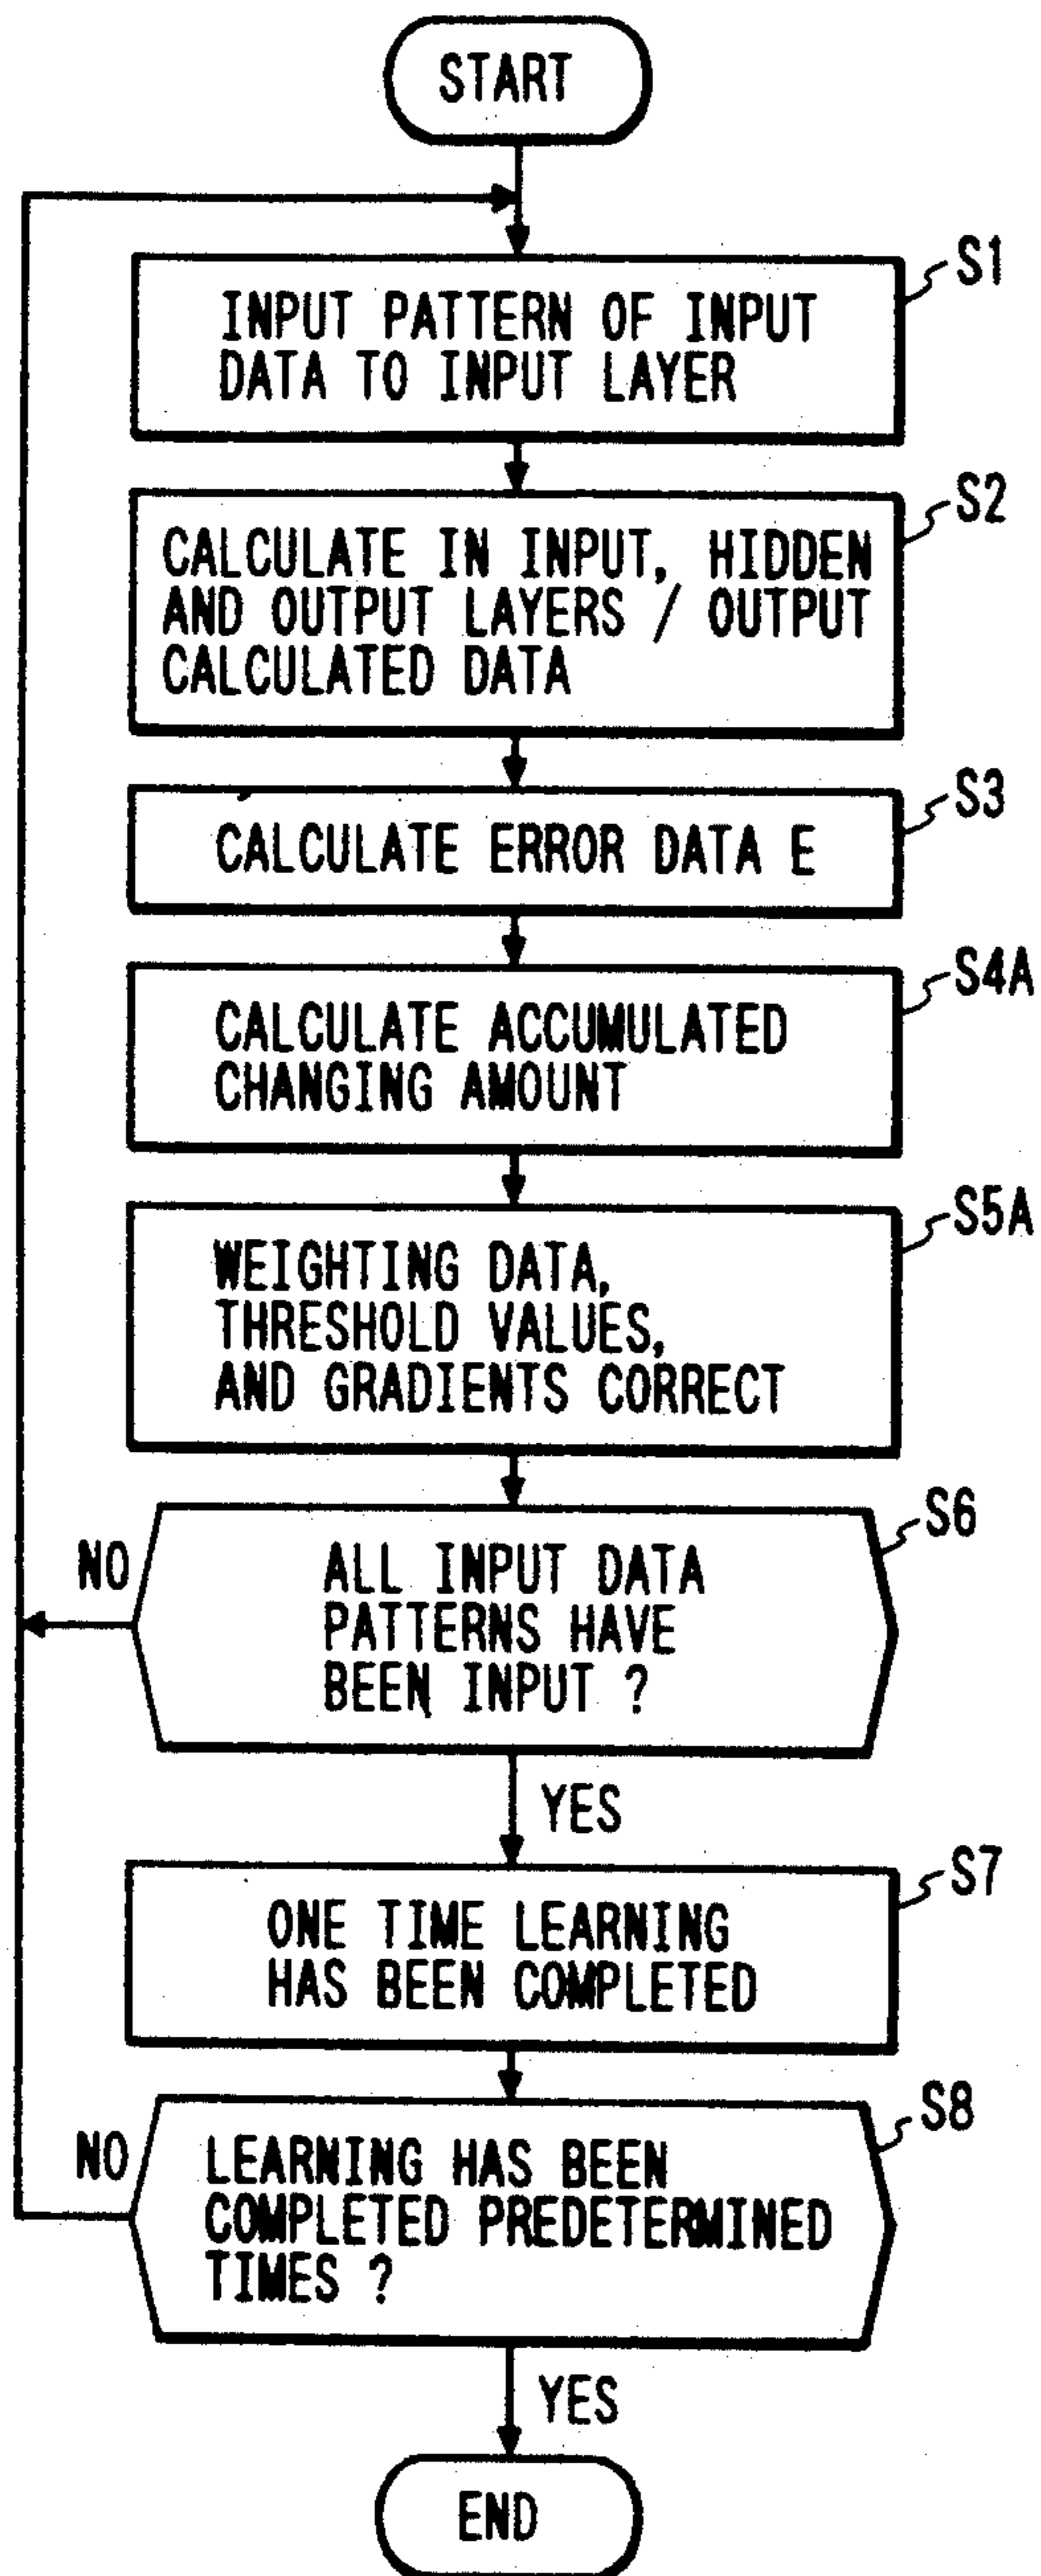 START
S1
INPUT PATTERN OF INPUT
DATA TO INPUT LAYER
S2
CALCULATE IN INPUT, HIDDEN
AND OUTPUT LAYERS / OUTPUT
CALCULATED DATA
S3
CALCULATE ERROR DATA E
S4A
CALCULATE ACCUMULATED
CHANGING AMOUNT
S5A
WEIGHTING DATA,
THRESHOLD VALUES,
AND GRADIENTS CORRECT
S6
NO
ALL INPUT DATA
PATTERNS HAVE
BEEN INPUT ?
YES
S7
ONE TIME LEARNING
HAS BEEN COMPLETED
S8
NO
LEARNING HAS BEEN
COMPLETED PREDETERMINED
TIMES ?
YES
END